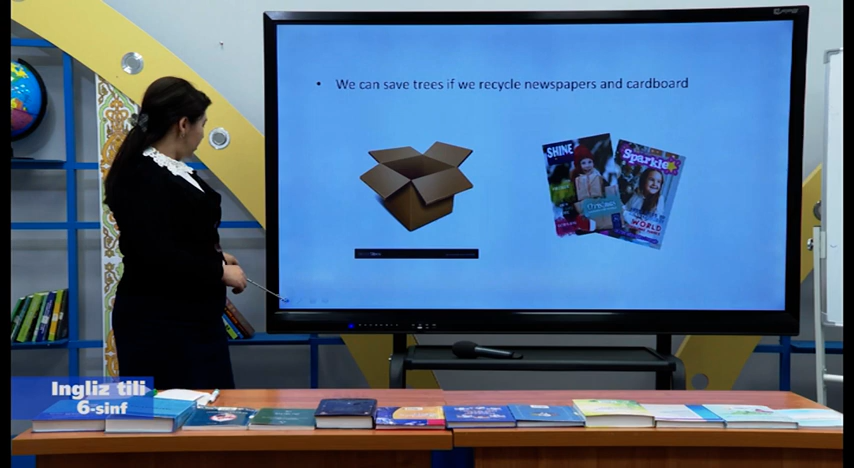 • We can save trees if we recycle newspapers and cardboard
SHINE
Sparkle
WORLD
Ingliz tili
6-sinf